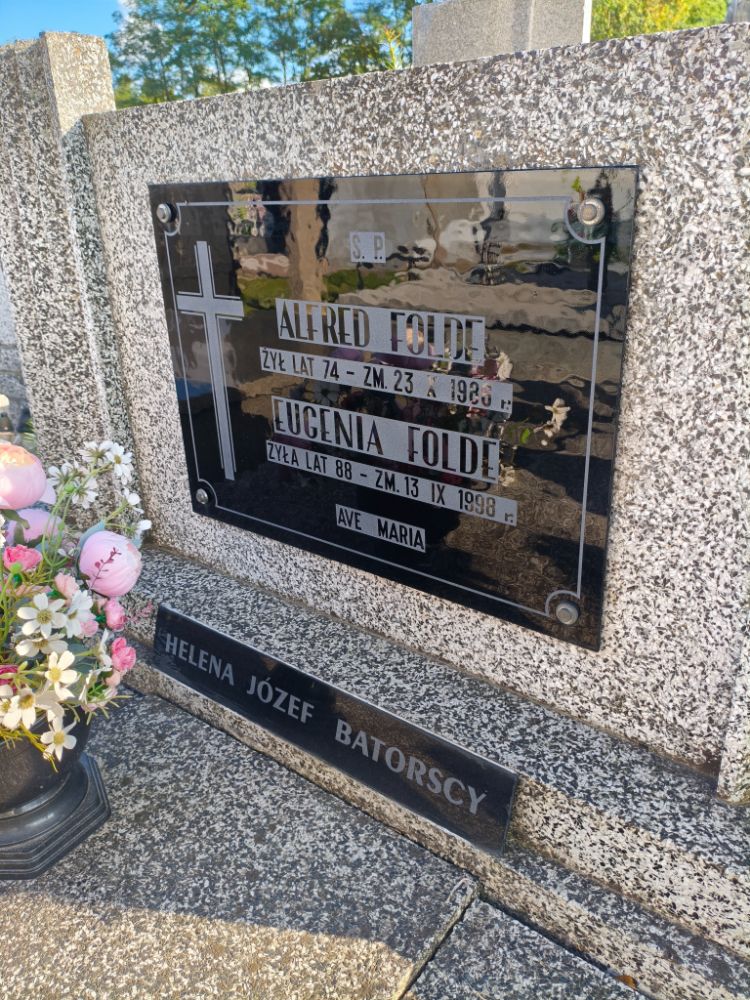 Ś. P.
ALFRED FOLDE
ŻYŁ LAT 74 - ZM. 23 X 1986 r.
EUGENIA FOLDE
ŻYŁA LAT 88 - ZM. 13 IX 1998 r
AVE MARIA
HELENA JÓZEF BATORSCY